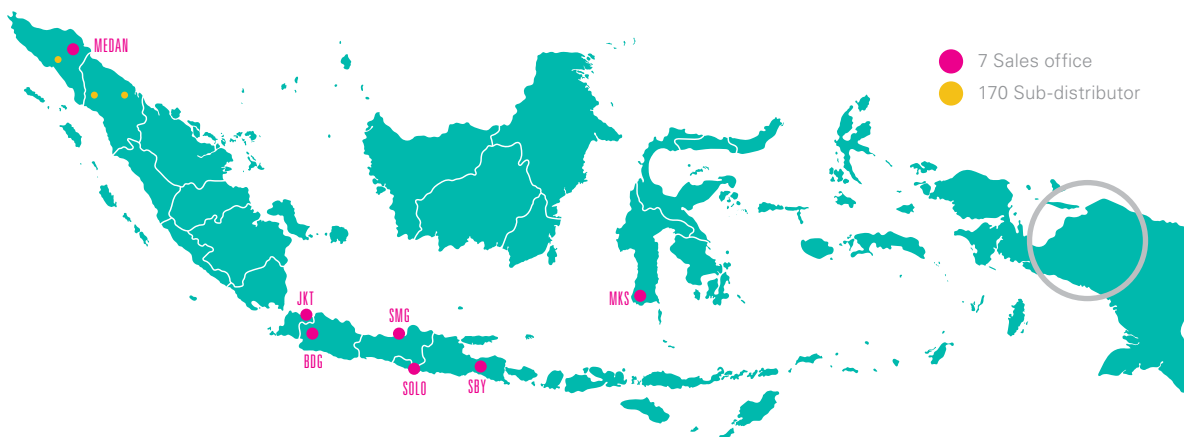 MEDAN
7 Sales office
170 Sub-distributor
JKT
MKS
SMG
BDG
SOLO
SBY